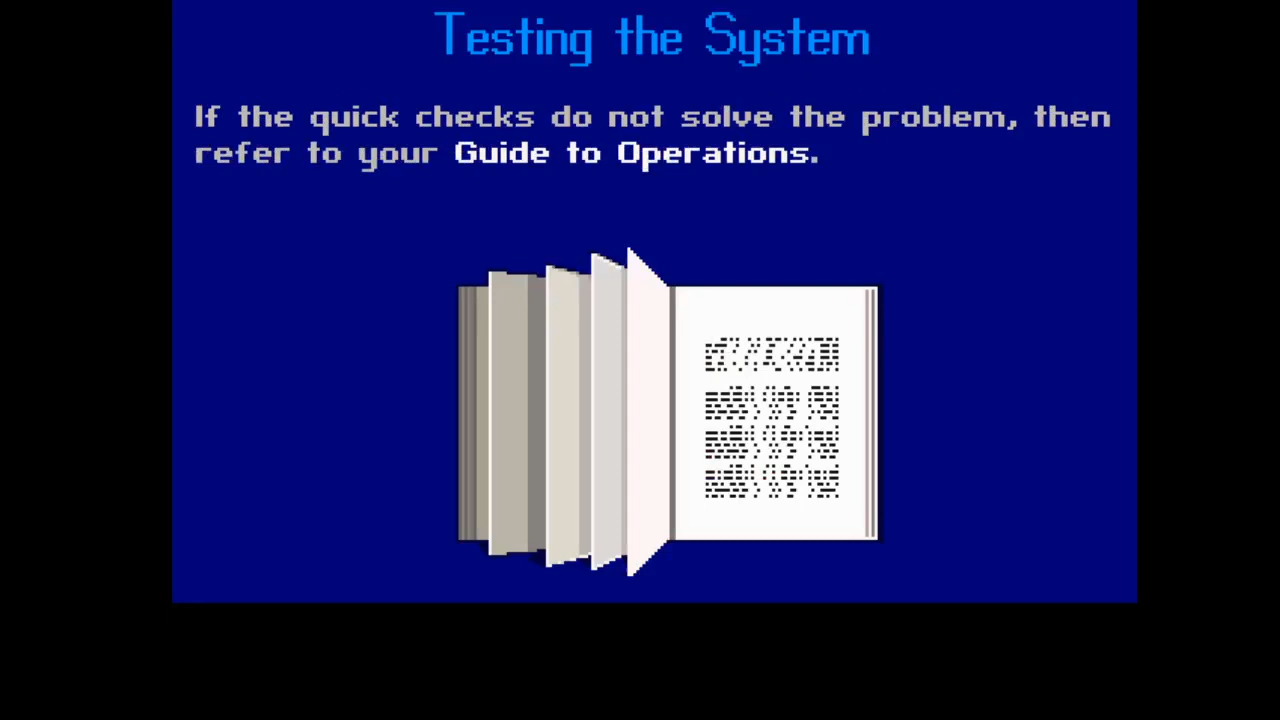 Testing the System
If the quick checks do not solve the problem, then
refer to your Guide to Operations.